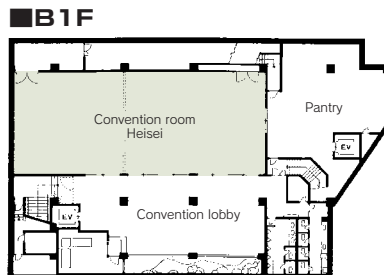 ■B1F
Convention room
Heisei
Pantry
EV
EV
Convention lobby